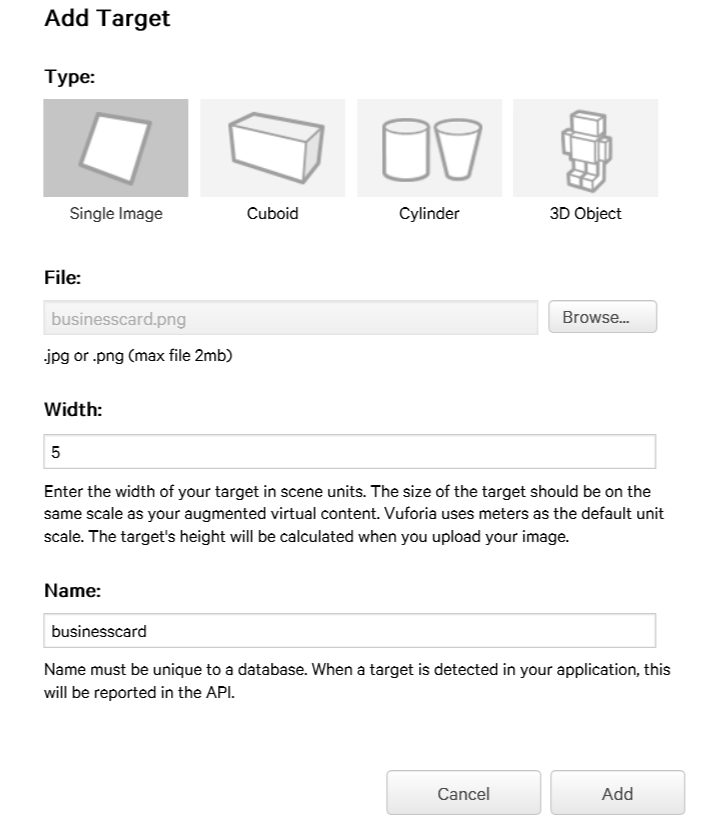 Add Target
Type:
Single Image
Cuboid
Cylinder
3D Object
File:
businesscard.png
Browse...
.jpg or .png (max file 2mb)
Width:
5
Enter the width of your target in scene units. The size of the target should be on the
same scale as your augmented virtual content. Vuforia uses meters as the default unit
scale. The target's height will be calculated when you upload your image.
Name:
businesscard
Name must be unique to a database. When a target is detected in your application, this
will be reported in the API.
Cancel
Add